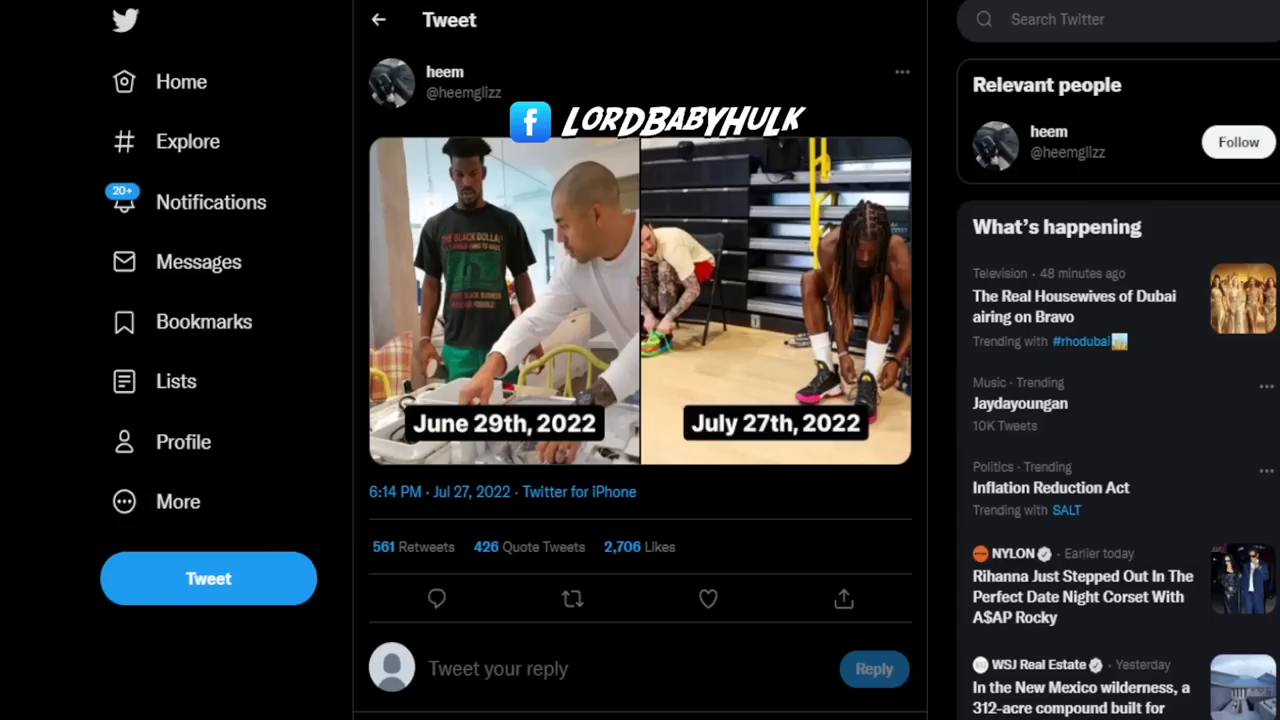 Home
Explore
20+
Notifications
Messages
Bookmarks
Lists
Profile
More
Tweet
Tweet
heem
@heemglizz
f LORDBABYHULK
THE BLACK DOLLAR
June 29th, 2022
July 27th, 2022
6:14 PM · Jul 27, 2022 · Twitter for iPhone
561 Retweets 426 Quote Tweets 2,706 Likes
Tweet your reply
Reply
Search Twitter
Relevant people
heem
@heemglizz
Follow
What's happening
Television · 48 minutes ago
The Real Housewives of Dubai
airing on Bravo
Trending with #rhodubai
Music · Trending
Jaydayoungan
10K Tweets
Politics · Trending
Inflation Reduction Act
Trending with SALT
NYLON · Earlier today
Rihanna Just Stepped Out In The
Perfect Date Night Corset With
A$AP Rocky
WSJ Real Estate · Yesterday
In the New Mexico wilderness, a
312-acre compound built for